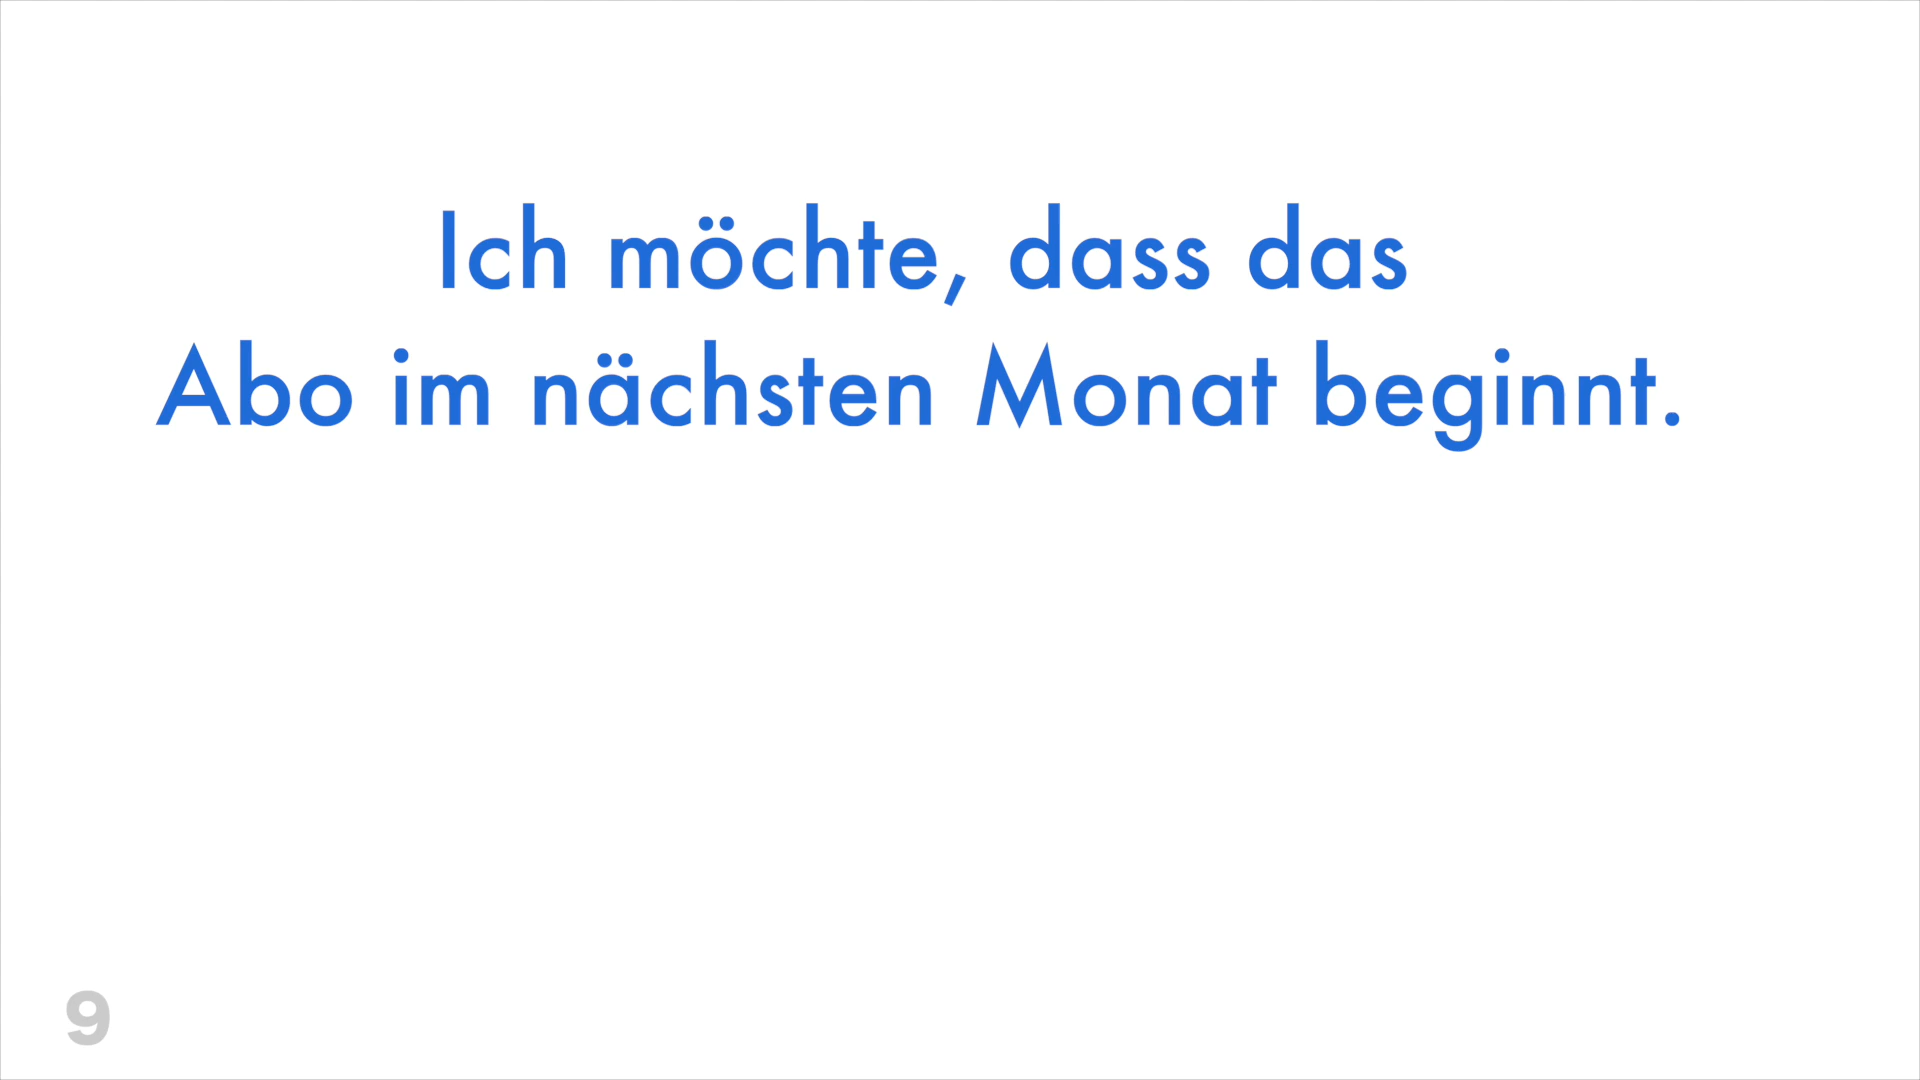 Ich möchte, dass das
Abo im nächsten Monat beginnt.
9